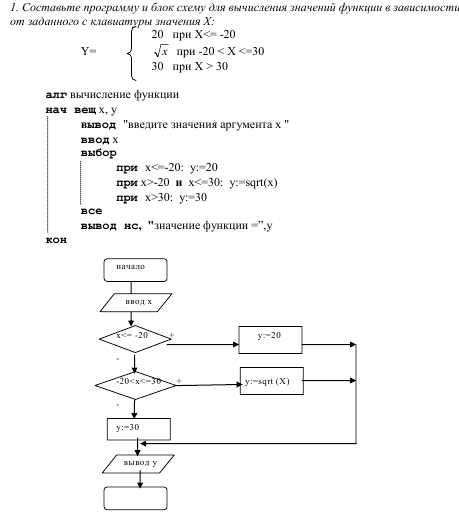 1. Составьте программу и блок схему для вычисления значений функции в зависимости
от заданного с клавиатуры значения X:
20 при X<= -20
Y= √x при -20 < X <=30
30 при X > 30
алг вычисление функции
нач вещ x, y
вывод "введите значения аргумента x "
ввод x
выбор
при x<=-20: y:=20
при x>-20 и x<=30: y:=sqrt(x)
при x>30: y:=30
все
вывод нс, "значение функции =”,y
кон
начало
ввод x
x<= -20 +
y:=20
-
-20<x<=30 +
y:=sqrt (X)
-
y:=30
вывод y